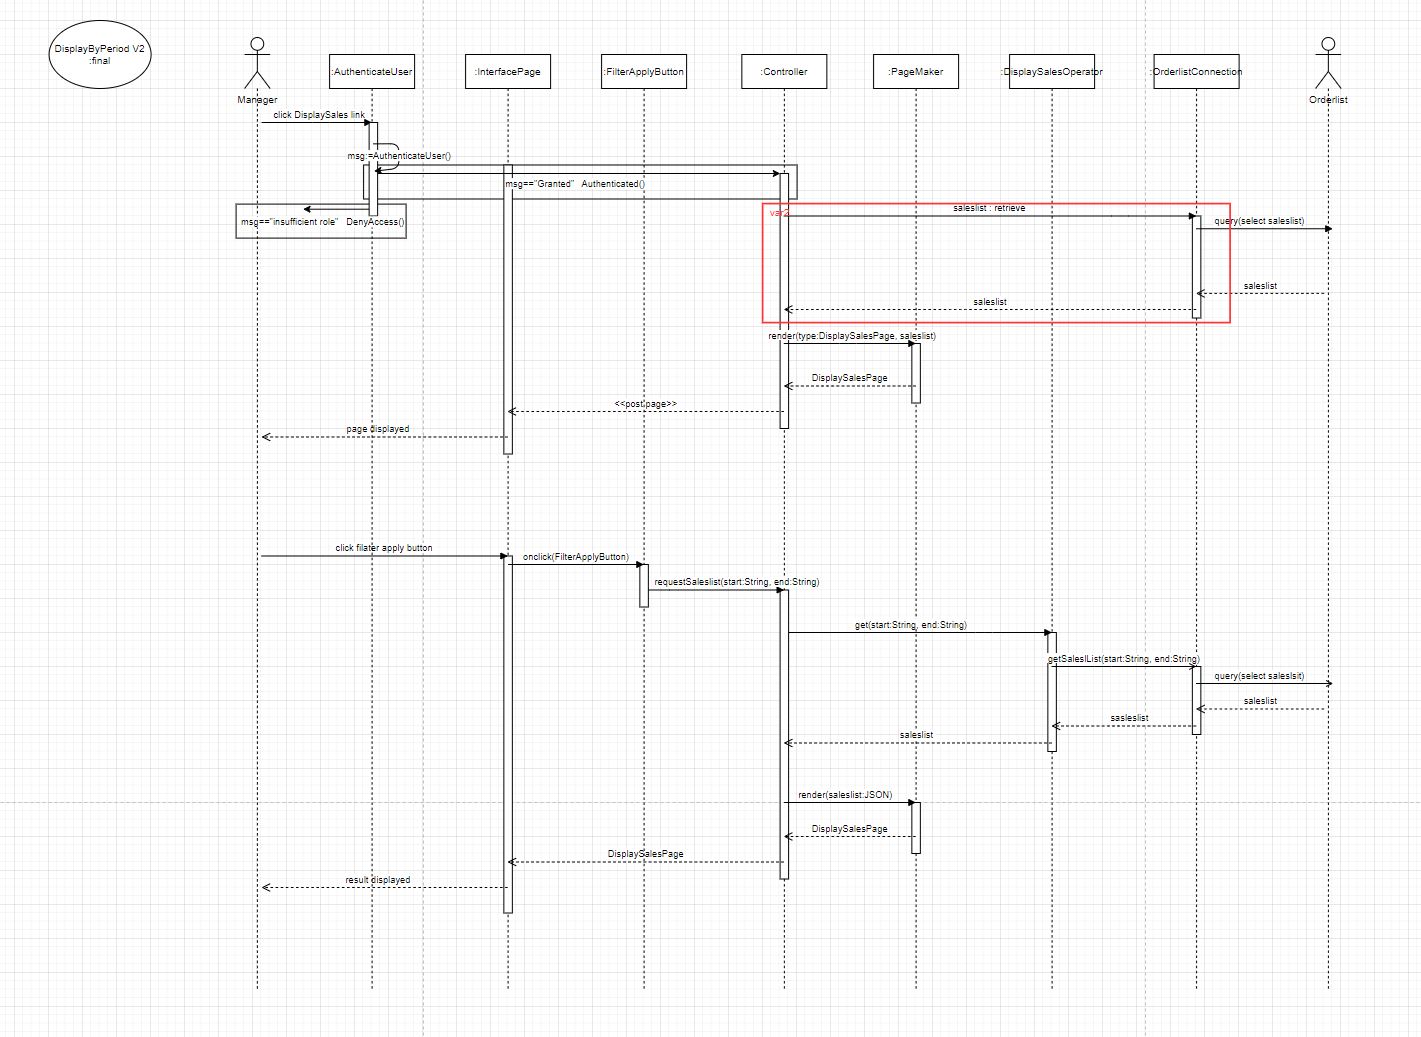 DisplayByPeriod V2
:final
:AuthenticateUser
:InterfacePage
:FilterApplyButton
:Controller
:PageMaker
:DisplaySalesOperator
:OrderlistConnection
Manager
Orderlist
click DisplaySales link
msg:=AuthenticateUser()
msg=="Granted" Authenticated()
msg=="insufficient role" DenyAccess()
saleslist : retrieve
query(select saleslist)
saleslist
saleslist
render(type:DisplaySalesPage, saleslist)
DisplaySalesPage
<<post page>>
page displayed
click filater apply button
onclick(FilterApplyButton)
requestSaleslist(start:String, end:String)
get(start:String, end:String)
getSaleslList(start:String, end:String)
query(select saleslsit)
saleslist
sasleslist
saleslist
render(saleslist:JSON)
DisplaySalesPage
DisplaySalesPage
result displayed